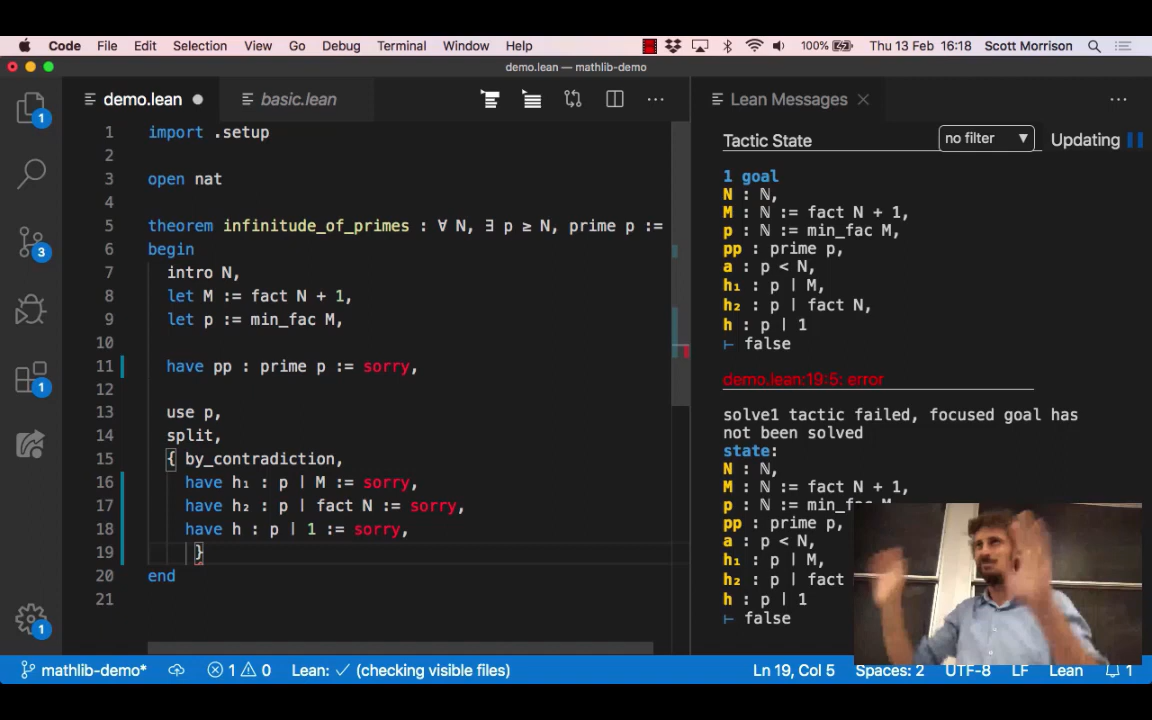 Code File Edit Selection View Go Debug Terminal Window Help 100% Thu 13 Feb 16:18 Scott Morrison
demo.lean — mathlib-demo
demo.lean
basic.lean
1 import .setup
2
3 open nat
4
5 theorem infinitude_of_primes : ∀ N, ∃ p ≥ N, prime p :=
6 begin
7 intro N,
8 let M := fact N + 1,
9 let p := min_fac M,
10
11 have pp : prime p := sorry,
12
13 use p,
14 split,
15 { by_contradiction,
16 have h₁ : p ∣ M := sorry,
17 have h₂ : p ∣ fact N := sorry,
18 have h : p ∣ 1 := sorry,
19 }
20 end
21
1
3
1
1
Lean Messages
Tactic State no filter ▼ Updating
1 goal
N : ℕ,
M : ℕ := fact N + 1,
p : ℕ := min_fac M,
pp : prime p,
a : p < N,
h₁ : p ∣ M,
h₂ : p ∣ fact N,
h : p ∣ 1
⊢ false
demo.lean:19:5: error
solve1 tactic failed, focused goal has
not been solved
state:
N : ℕ,
M : ℕ := fact N + 1,
p : ℕ := min_fac M,
pp : prime p,
a : p < N,
h₁ : p ∣ M,
h₂ : p ∣ fact
h : p ∣ 1
⊢ false
mathlib-demo* 1 0 Lean: ✓ (checking visible files) Ln 19, Col 5 Spaces: 2 UTF-8 LF Lean 1